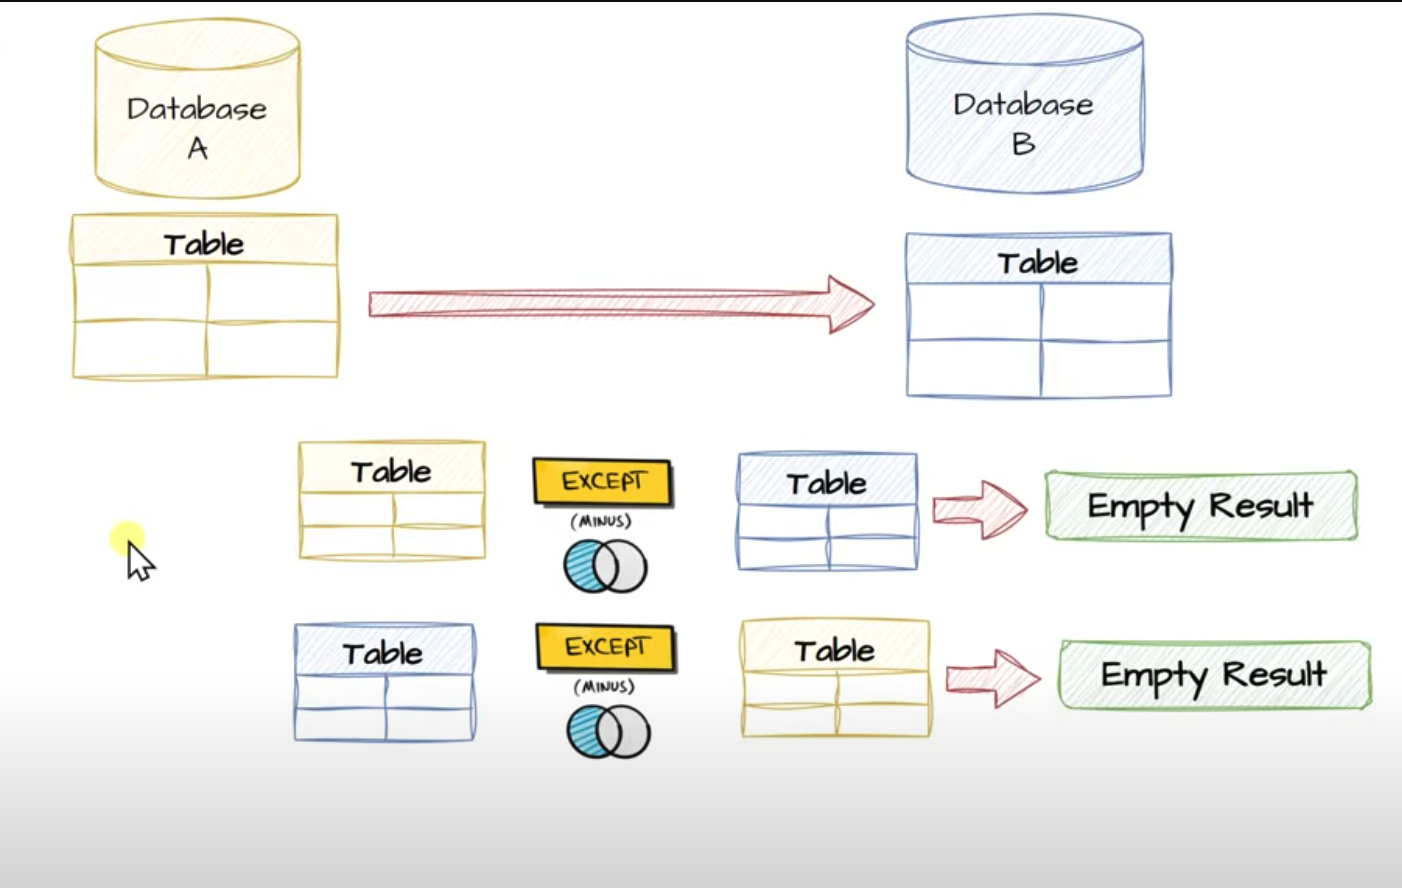 Database
A
Database
B
Table
Table
Table
EXCEPT
(MINUS)
Table
Empty Result
Table
EXCEPT
(MINUS)
Table
Empty Result